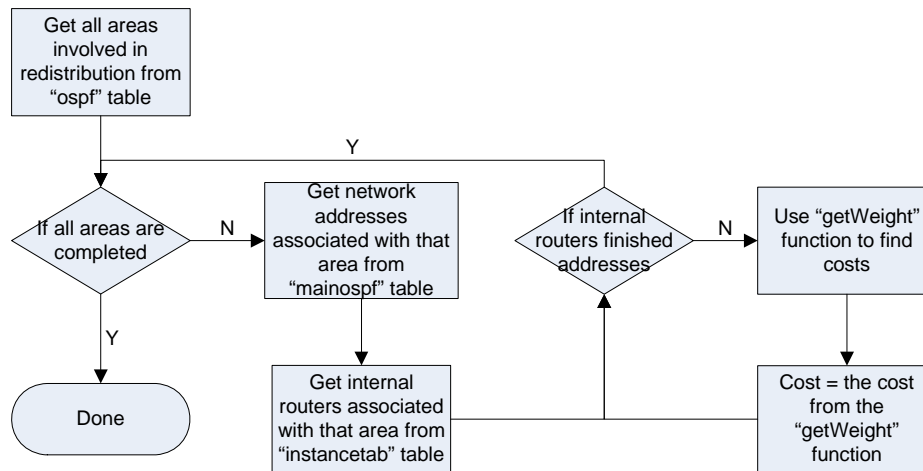 Get all areas
involved in
redistribution from
“ospf” table
Y
If all areas are
completed
N
Get network
addresses
associated with that
area from
“mainospf” table
If internal
routers finished
addresses
N
Use “getWeight”
function to find
costs
Y
Done
Get internal
routers associated
with that area from
“instancetab” table
Cost = the cost
from the
“getWeight”
function